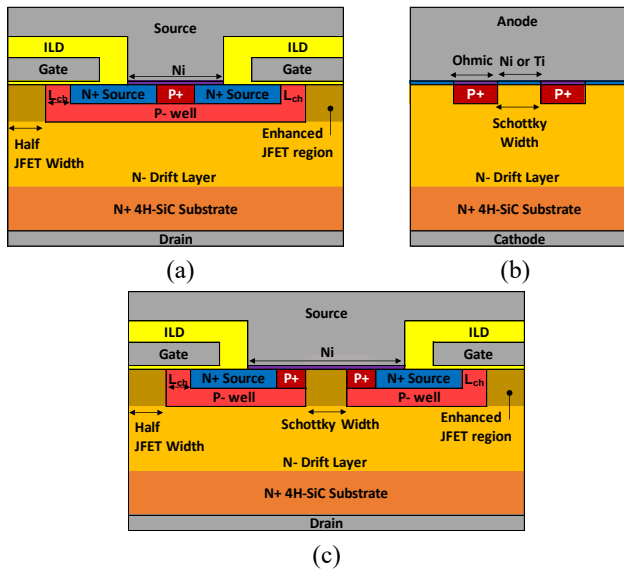 Source
ILD
Ni
Gate
Lch
N+ Source
P+
N+ Source
Lch
P- well
Half
JFET Width
Enhanced
JFET region
N- Drift Layer
N+ 4H-SiC Substrate
Drain
(a)
Anode
Ohmic
Ni or Ti
P+
P+
Schottky
Width
N- Drift Layer
N+ 4H-SiC Substrate
Cathode
(b)
Source
ILD
ILD
Ni
Gate
Gate
Lch
N+ Source
P+
P+
N+ Source
Lch
P- well
P- well
Half
JFET Width
Schottky Width
Enhanced
JFET region
N- Drift Layer
N+ 4H-SiC Substrate
Drain
(c)
ILD
Gate